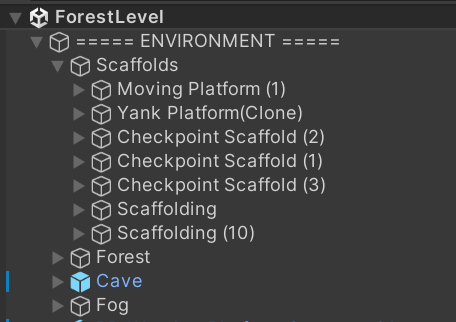 ForestLevel
===== ENVIRONMENT =====
Scaffolds
Moving Platform (1)
Yank Platform(Clone)
Checkpoint Scaffold (2)
Checkpoint Scaffold (1)
Checkpoint Scaffold (3)
Scaffolding
Scaffolding (10)
Forest
Cave
Fog